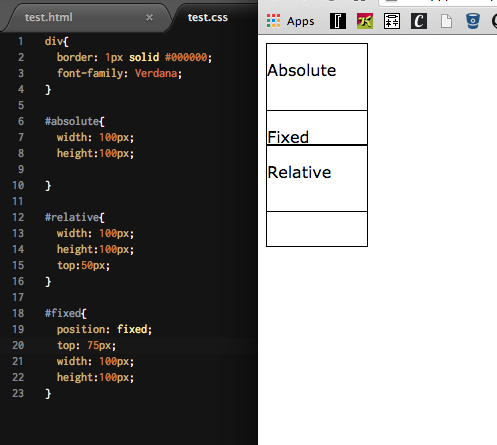 test.html × test.css
Apps
1 div{
2 border: 1px solid #000000;
3 font-family: Verdana;
4 }
5
6 #absolute{
7 width: 100px;
8 height:100px;
9
10 }
11
12 #relative{
13 width: 100px;
14 height:100px;
15 top:50px;
16 }
17
18 #fixed{
19 position: fixed;
20 top: 75px;
21 width: 100px;
22 height:100px;
23 }
Absolute
Fixed
Relative